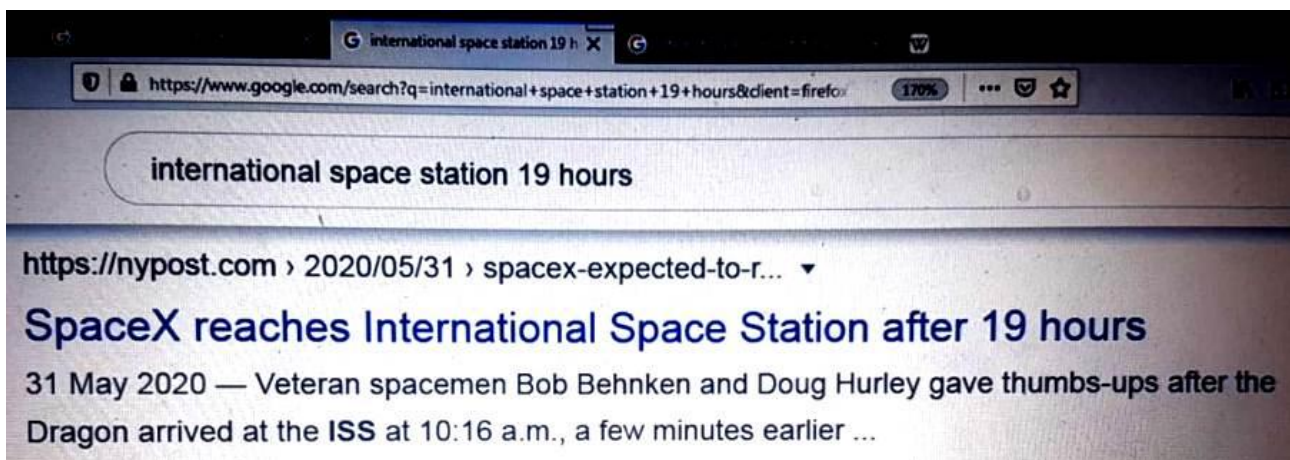 international space station 19 h
https://www.google.com/search?q=international+space+station+19+hours&client=firefox
170%
international space station 19 hours
https://nypost.com › 2020/05/31 › spacex-expected-to-r...
SpaceX reaches International Space Station after 19 hours
31 May 2020 — Veteran spacemen Bob Behnken and Doug Hurley gave thumbs-ups after the
Dragon arrived at the ISS at 10:16 a.m., a few minutes earlier ...